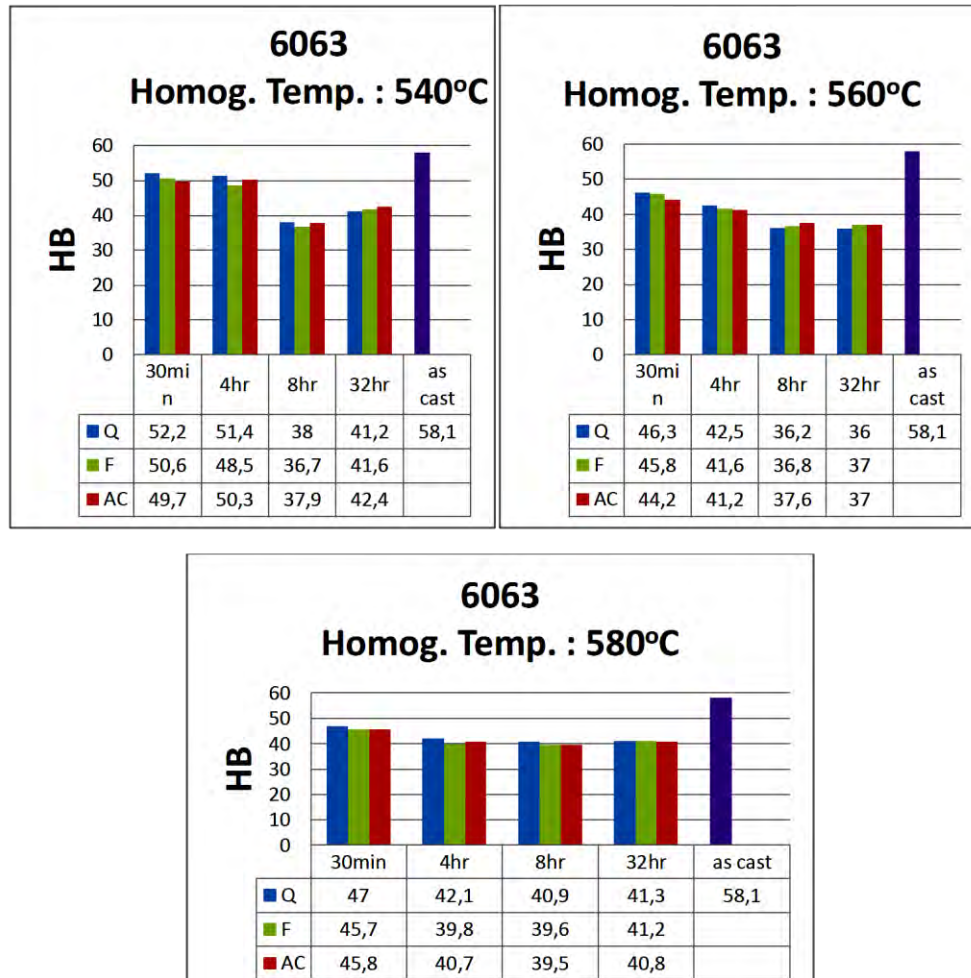 6063
Homog. Temp. : 540°C
60
50
40
30
20
10
0
HB
30mi
n
4hr
8hr
32hr
as
cast
Q 52,2 51,4 38 41,2 58,1
F 50,6 48,5 36,7 41,6
AC 49,7 50,3 37,9 42,4
6063
Homog. Temp. : 560°C
60
50
40
30
20
10
0
HB
30mi
n
4hr
8hr
32hr
as
cast
Q 46,3 42,5 36,2 36 58,1
F 45,8 41,6 36,8 37
AC 44,2 41,2 37,6 37
6063
Homog. Temp. : 580°C
60
50
40
30
20
10
0
HB
30min 4hr 8hr 32hr as cast
Q 47 42,1 40,9 41,3 58,1
F 45,7 39,8 39,6 41,2
AC 45,8 40,7 39,5 40,8